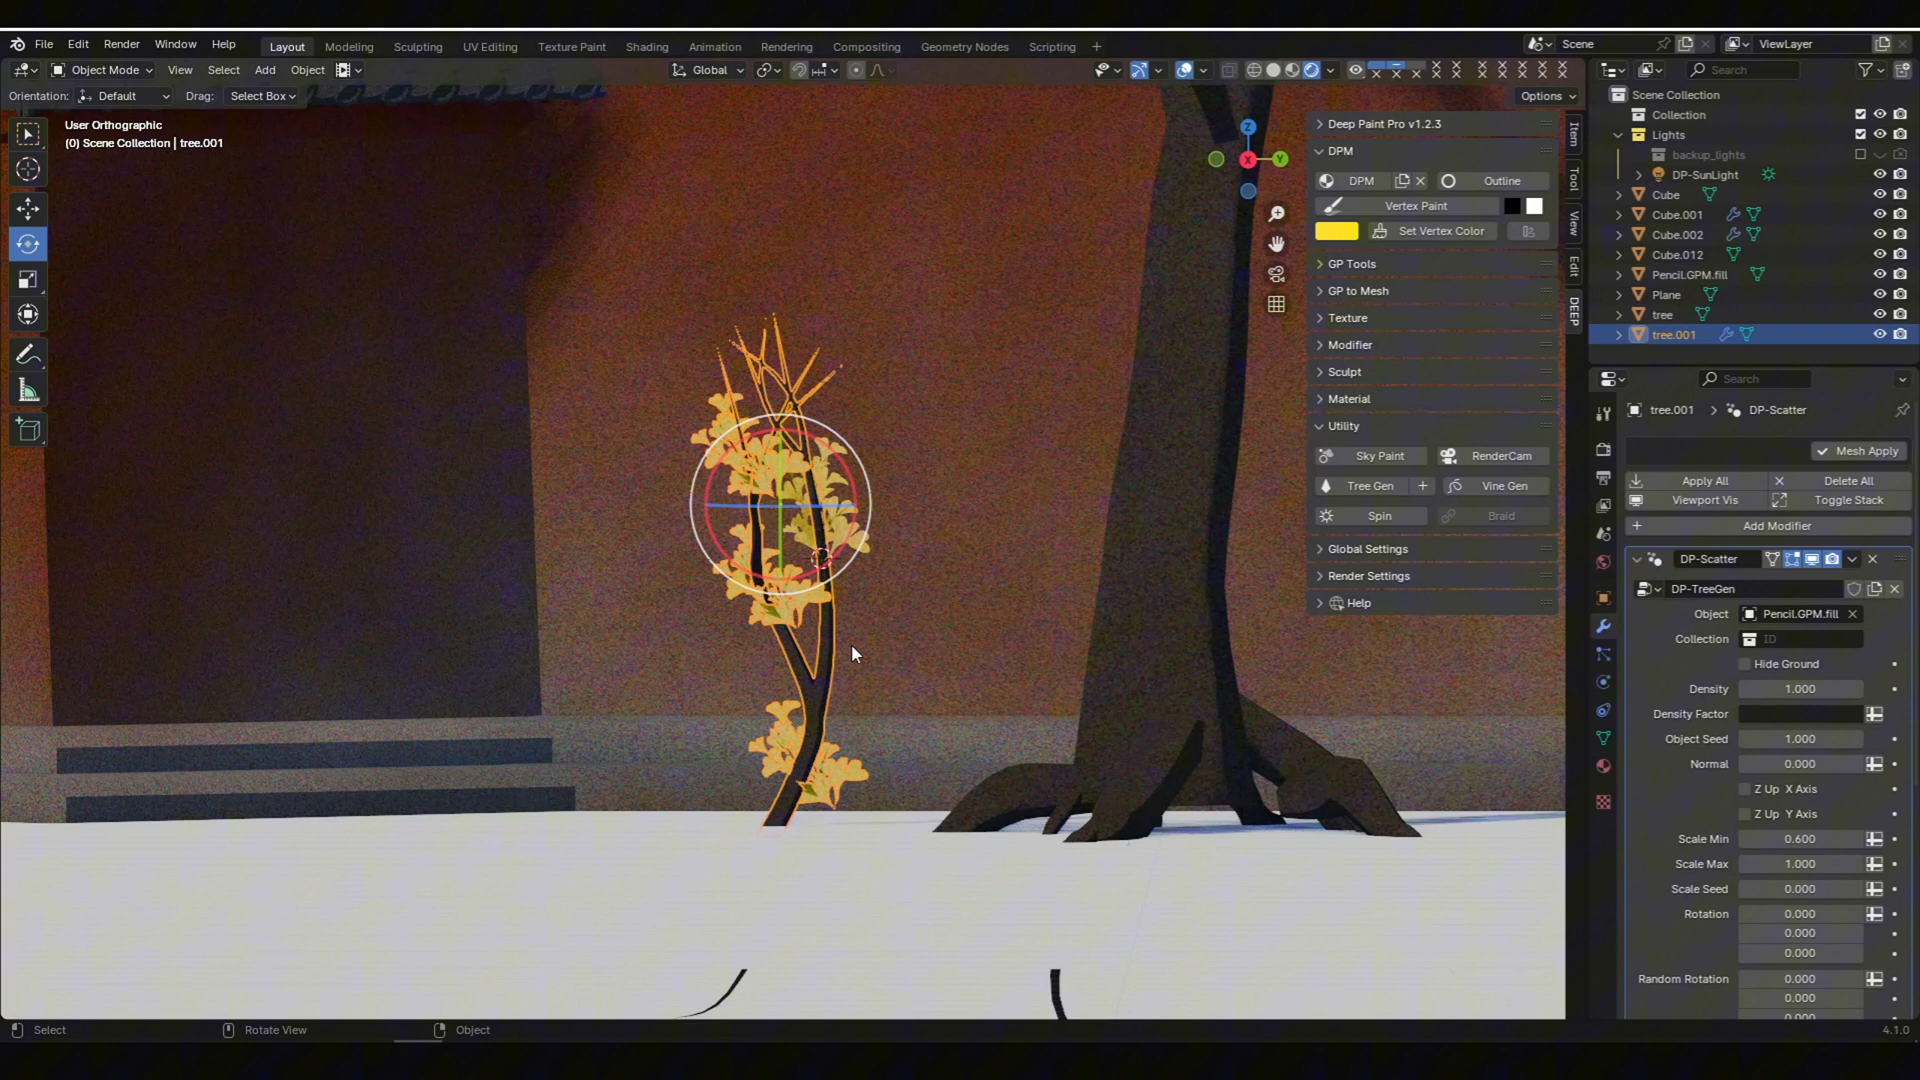 File Edit Render Window Help Layout Modeling Sculpting UV Editing Texture Paint Shading Animation Rendering Compositing Geometry Nodes Scripting + Scene ViewLayer
Object Mode View Select Add Object Global Search
Orientation: Default Drag: Select Box Options
User Orthographic
(0) Scene Collection | tree.001
Z
X
Y
Deep Paint Pro v1.2.3
DPM
DPM Outline
Vertex Paint
Set Vertex Color
GP Tools
GP to Mesh
Texture
Modifier
Sculpt
Material
Utility
Sky Paint RenderCam
Tree Gen + Vine Gen
Spin Braid
Global Settings
Render Settings
Help
Item
Tool
View
Edit
DEEP
Scene Collection
Collection
Lights
backup_lights
DP-SunLight
Cube
Cube.001
Cube.002
Cube.012
Pencil.GPM.fill
Plane
tree
tree.001
Search
tree.001 > DP-Scatter
Mesh Apply
Apply All Delete All
Viewport Vis Toggle Stack
Add Modifier
DP-Scatter
DP-TreeGen
Object Pencil.GPM.fill
Collection ID
Hide Ground
Density 1.000
Density Factor
Object Seed 1.000
Normal 0.000
Z Up X Axis
Z Up Y Axis
Scale Min 0.600
Scale Max 1.000
Scale Seed 0.000
Rotation 0.000
0.000
0.000
Random Rotation 0.000
0.000
0.000
Select Rotate View Object 4.1.0